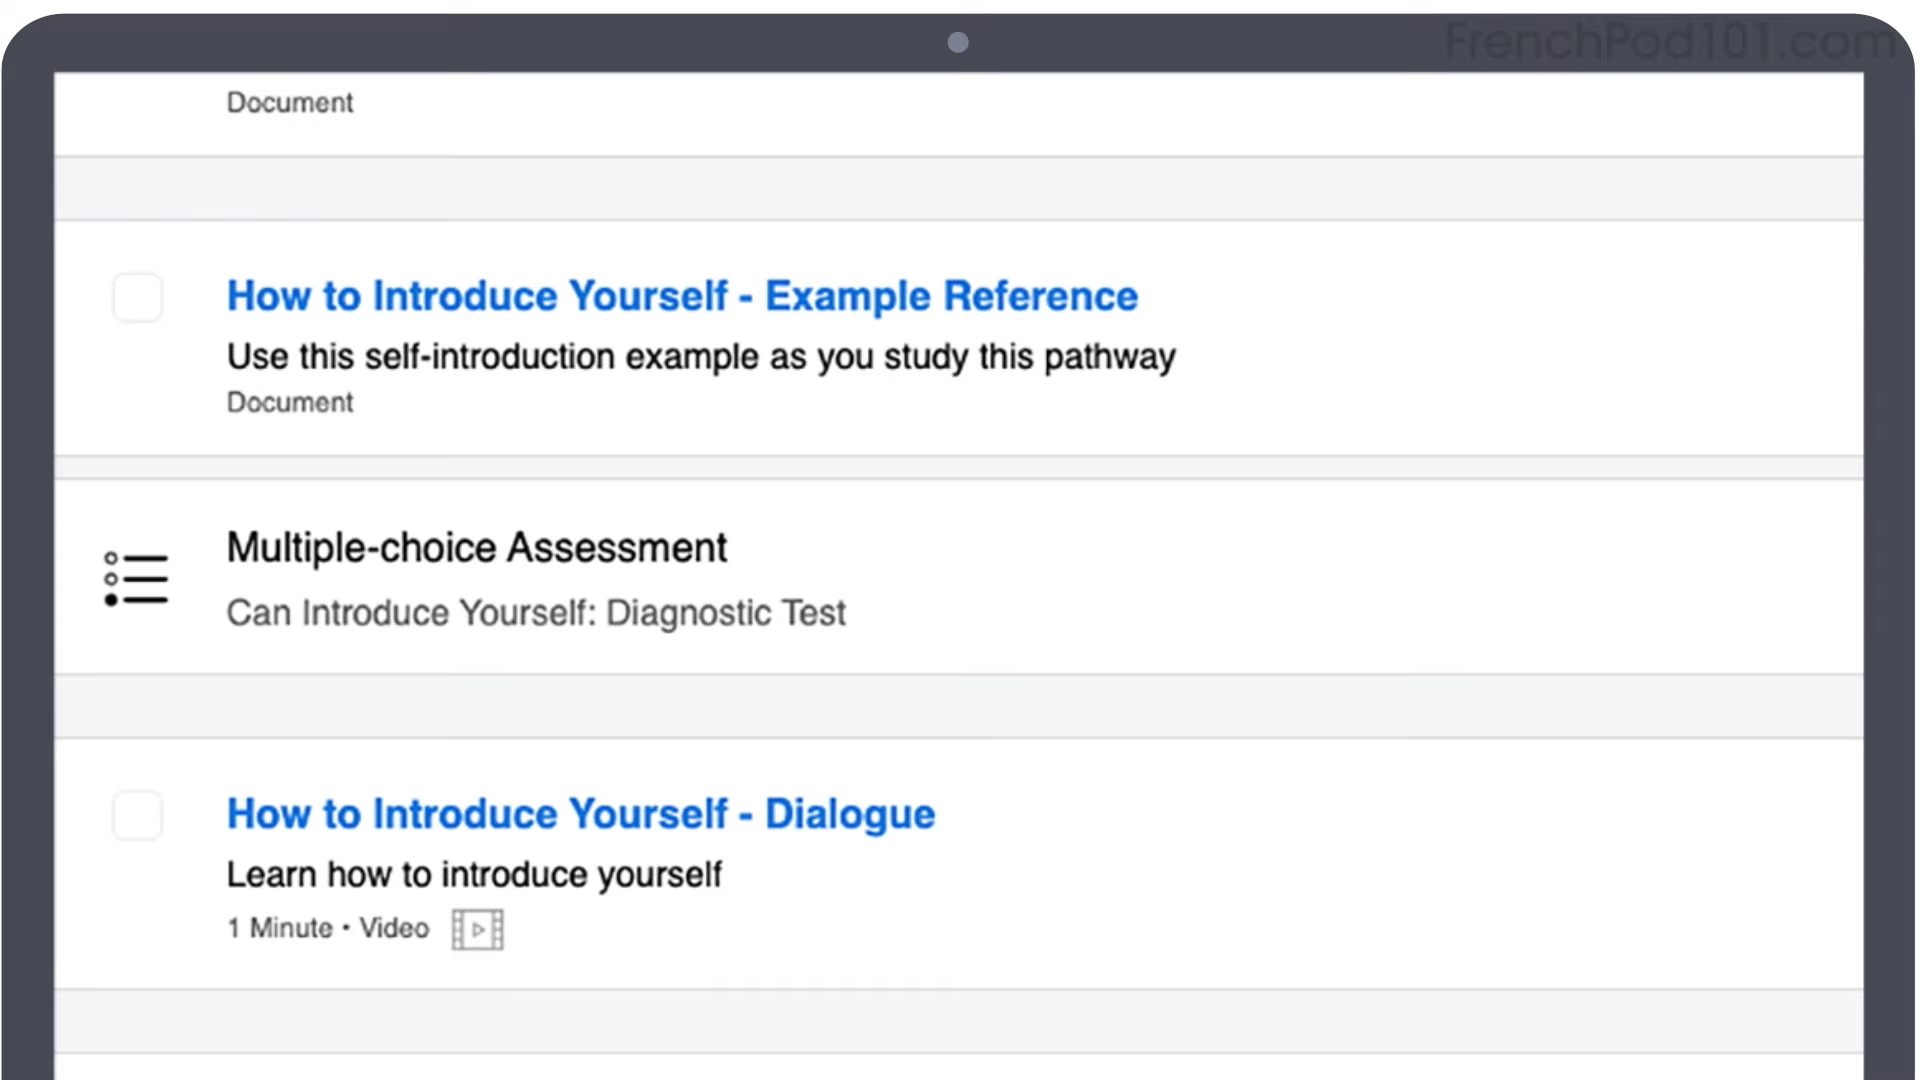 FrenchPod101.com
Document
How to Introduce Yourself - Example Reference
Use this self-introduction example as you study this pathway
Document
Multiple-choice Assessment
Can Introduce Yourself: Diagnostic Test
How to Introduce Yourself - Dialogue
Learn how to introduce yourself
1 Minute • Video